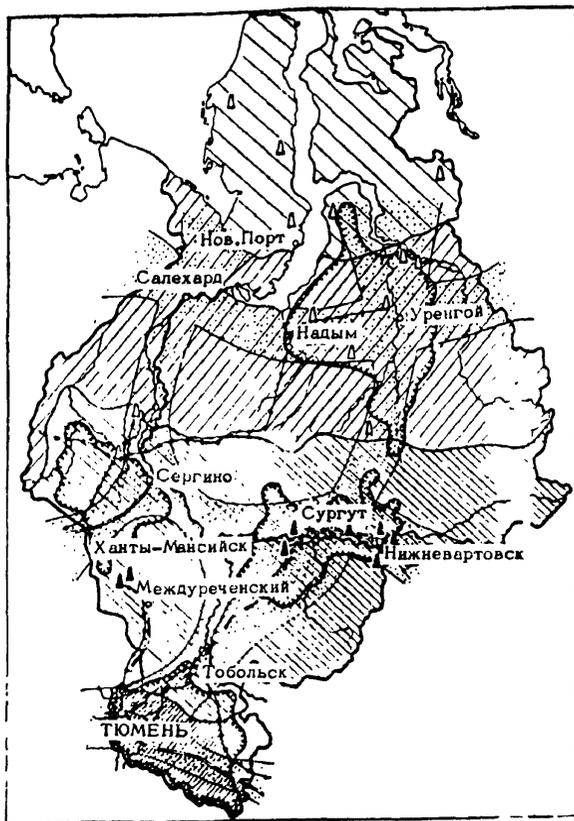 Нов. Порт
Салехард
Уренгой
Надым
Сергино
Сургут
Ханты-Мансийск
Нижневартовск
Междуреченский
Тобольск
ТЮМЕНЬ